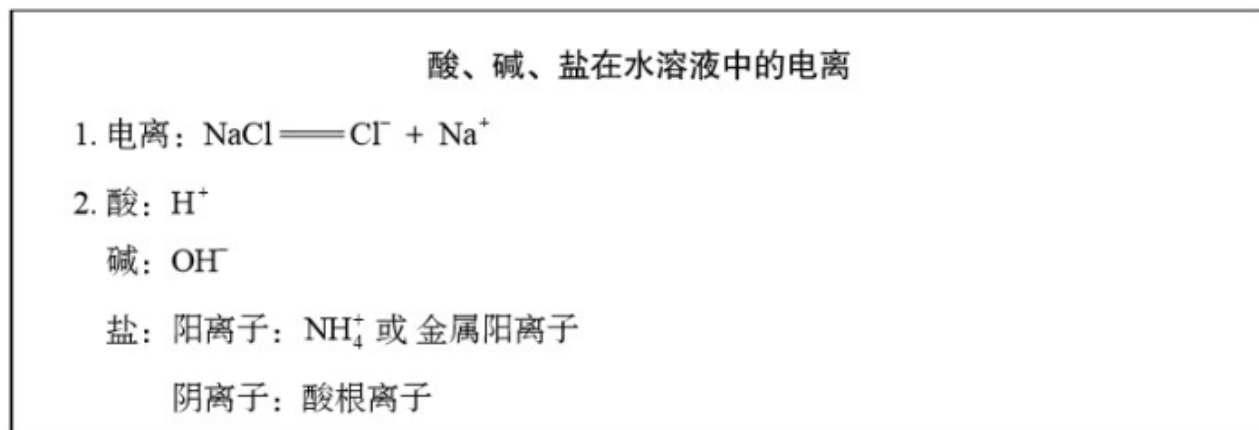 酸、碱、盐在水溶液中的电离
1. 电离：NaCl══Cl⁻ + Na⁺
2. 酸：H⁺
碱：OH⁻
盐：阳离子：NH₄⁺ 或 金属阳离子
阴离子：酸根离子